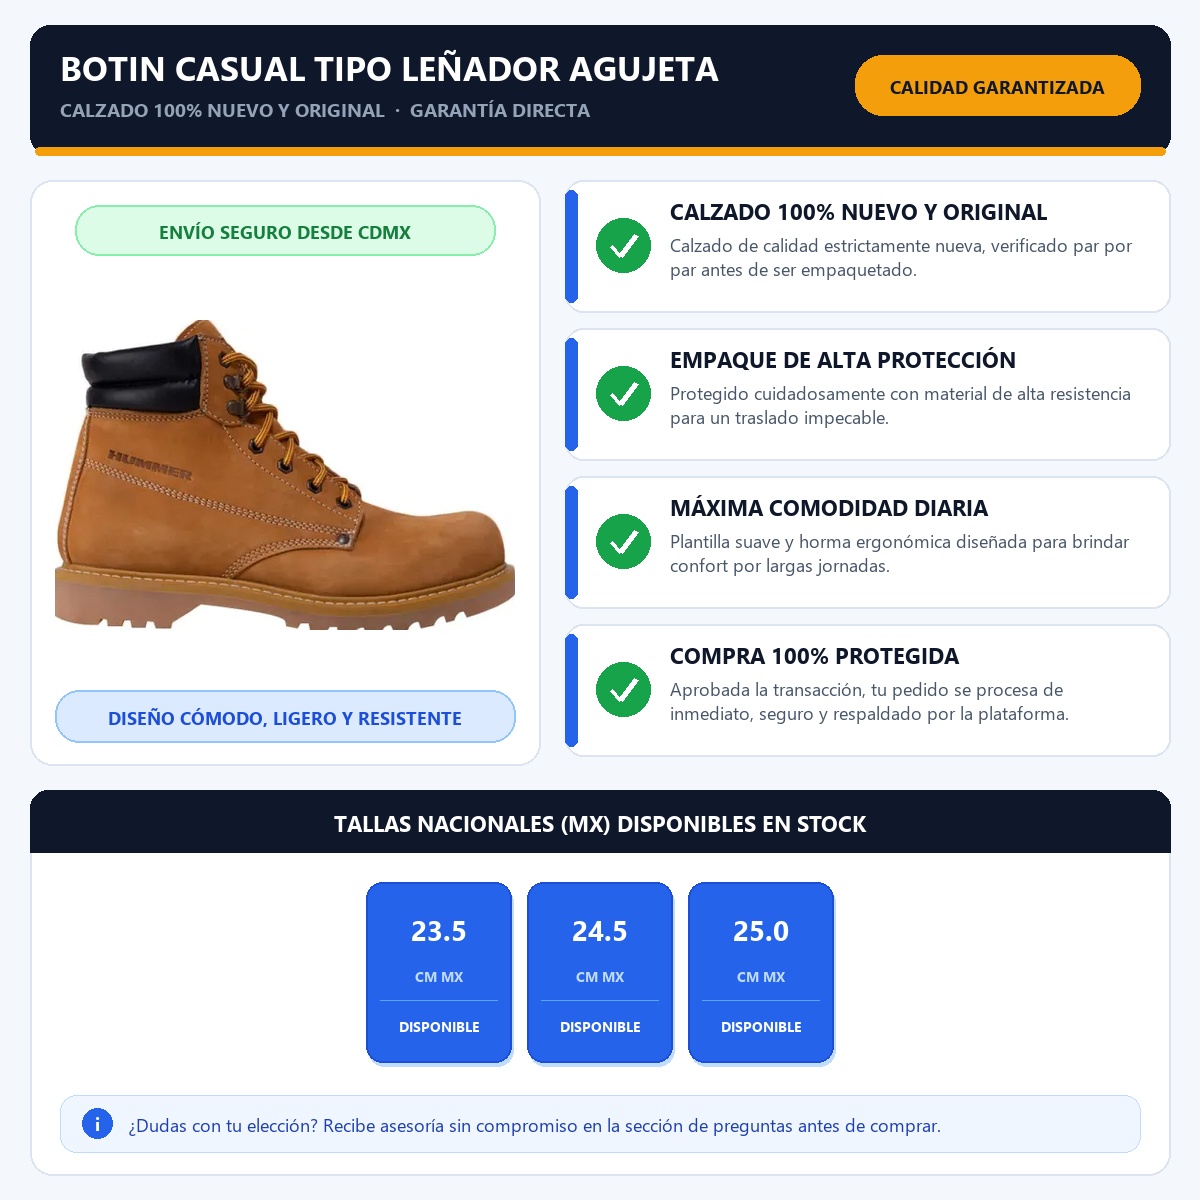 BOTIN CASUAL TIPO LEÑADOR AGUJETA
CALZADO 100% NUEVO Y ORIGINAL · GARANTÍA DIRECTA
CALIDAD GARANTIZADA
ENVÍO SEGURO DESDE CDMX
HUMMER
DISEÑO CÓMODO, LIGERO Y RESISTENTE
CALZADO 100% NUEVO Y ORIGINAL
Calzado de calidad estrictamente nueva, verificado par por
par antes de ser empaquetado.
EMPAQUE DE ALTA PROTECCIÓN
Protegido cuidadosamente con material de alta resistencia
para un traslado impecable.
MÁXIMA COMODIDAD DIARIA
Plantilla suave y horma ergonómica diseñada para brindar
confort por largas jornadas.
COMPRA 100% PROTEGIDA
Aprobada la transacción, tu pedido se procesa de
inmediato, seguro y respaldado por la plataforma.
TALLAS NACIONALES (MX) DISPONIBLES EN STOCK
23.5
CM MX
DISPONIBLE
24.5
CM MX
DISPONIBLE
25.0
CM MX
DISPONIBLE
¿Dudas con tu elección? Recibe asesoría sin compromiso en la sección de preguntas antes de comprar.